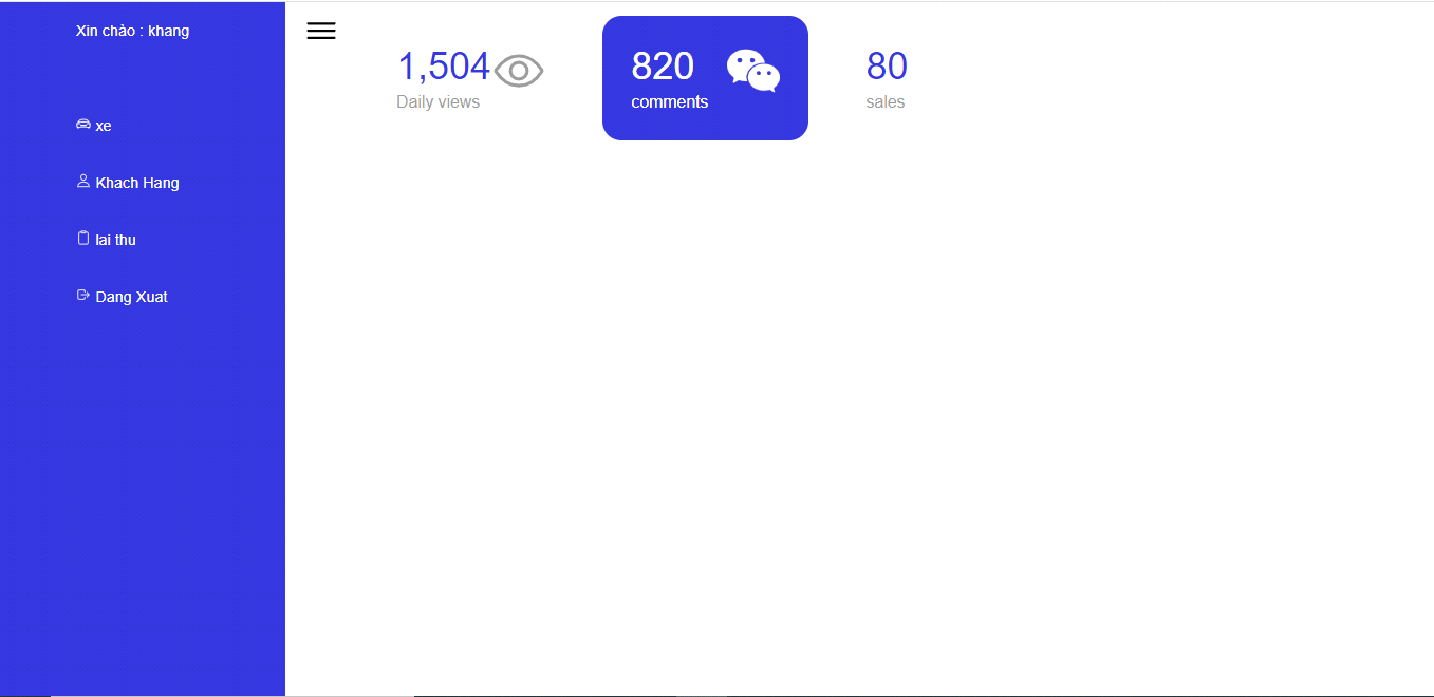 Xin chào : khang
xe
Khach Hang
lai thu
Dang Xuat
1,504
Daily views
820
comments
80
sales